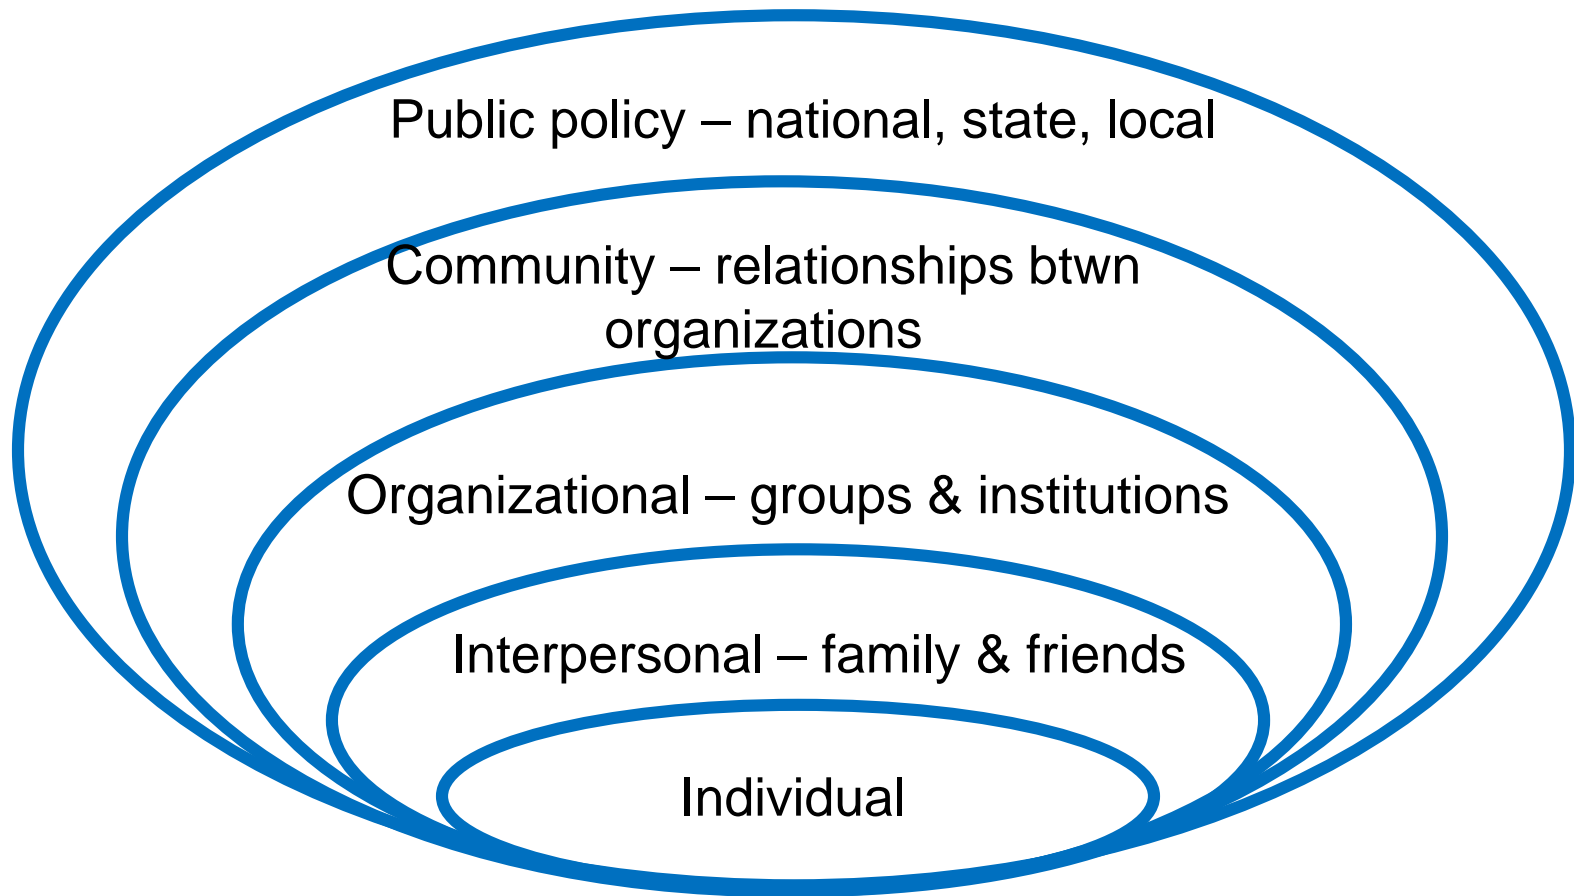 Public policy – national, state, local
Community – relationships btwn
organizations
Organizational – groups & institutions
Interpersonal – family & friends
Individual